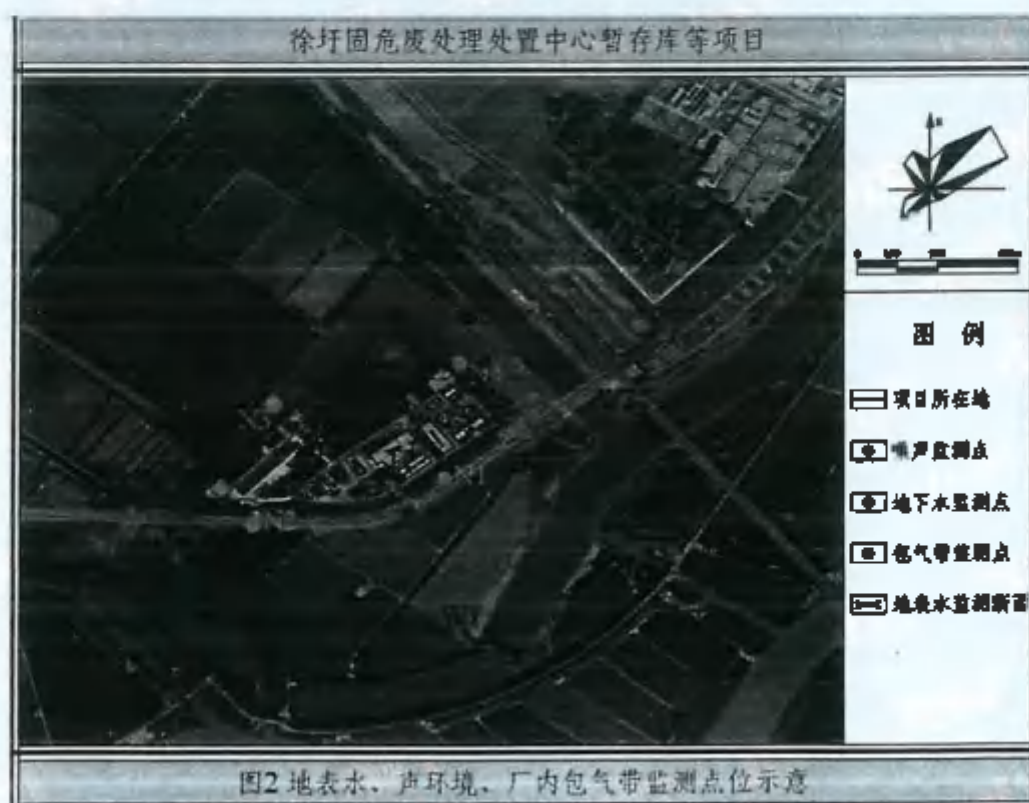 徐圩固危废处理处置中心暂存库等项目
图 例
项目所在地
声监测点
地下水监测点
包气带监测点
地表水监测断面
图2 地表水、声环境、厂内包气带监测点位示意